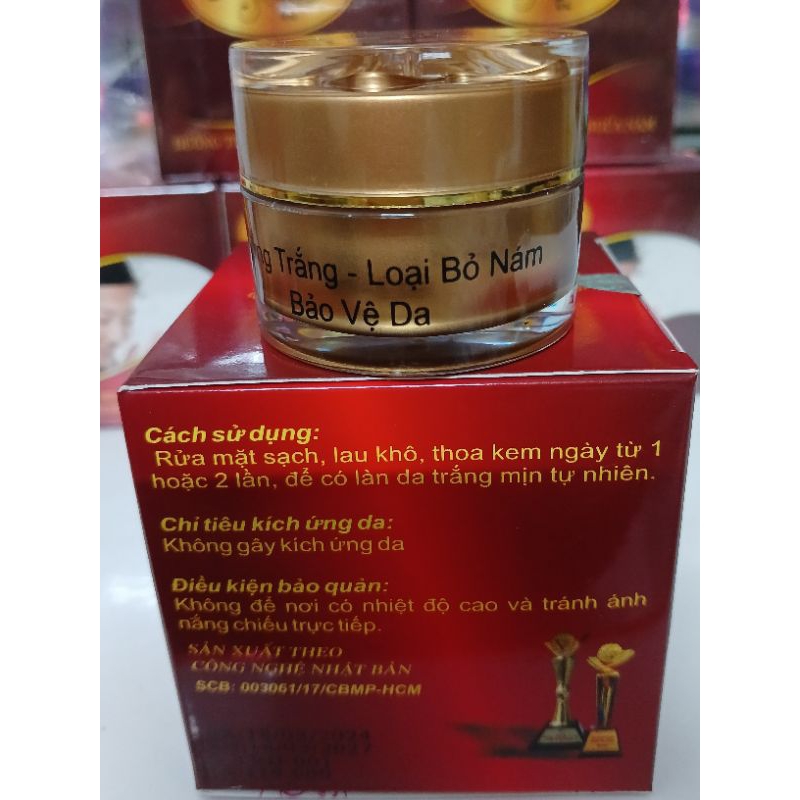 Trắng - Loại Bỏ Nám
Bảo Vệ Da
Cách sử dụng:
Rửa mặt sạch, lau khô, thoa kem ngày từ 1
hoặc 2 lần, để có làn da trắng mịn tự nhiên.
Chỉ tiêu kích ứng da:
Không gây kích ứng da
Điều kiện bảo quản:
Không để nơi có nhiệt độ cao và tránh ánh
nắng chiếu trực tiếp.
SẢN XUẤT THEO
CÔNG NGHỆ NHẬT BẢN
SCB: 003061/17/CBMP-HCM